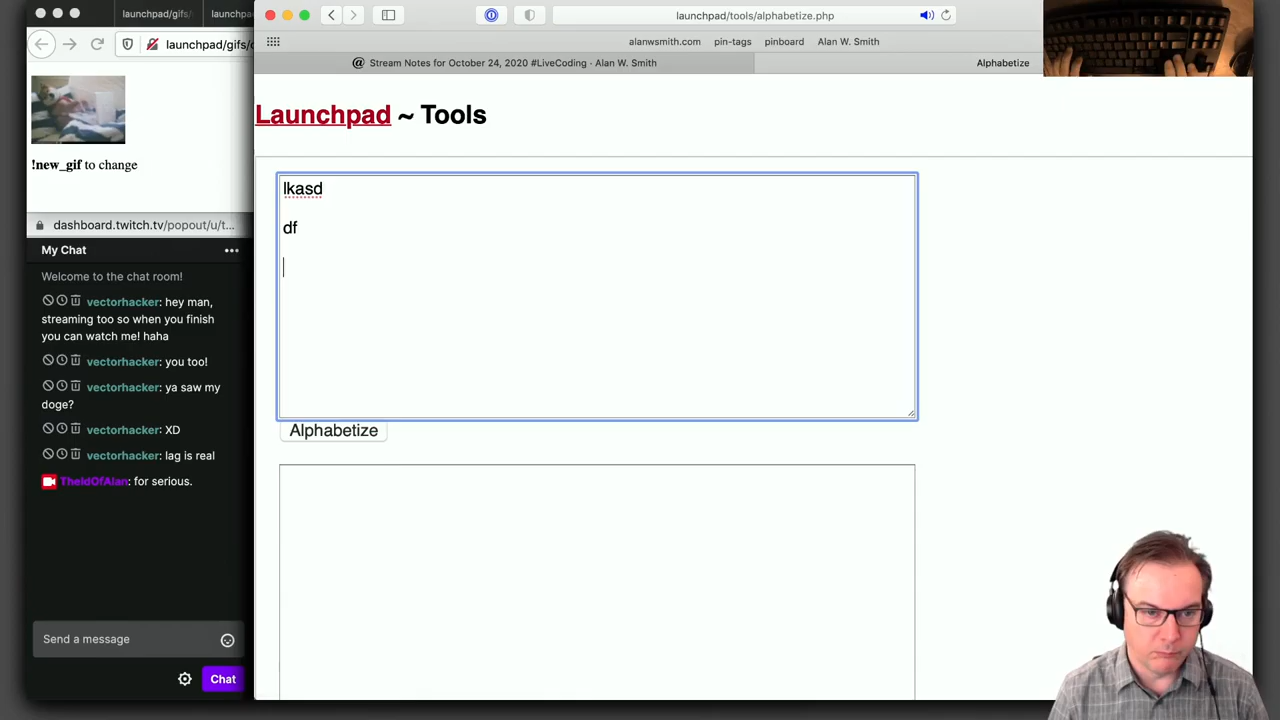 launchpad/gifs/
launchp
launchpad/gifs/
!new_gif to change
dashboard.twitch.tv/popout/u/t...
My Chat
Welcome to the chat room!
vectorhacker: hey man,
streaming too so when you finish
you can watch me! haha
vectorhacker: you too!
vectorhacker: ya saw my
doge?
vectorhacker: XD
vectorhacker: lag is real
TheIdOfAlan: for serious.
Send a message
Chat
launchpad/tools/alphabetize.php
alanwsmith.com pin-tags pinboard Alan W. Smith
@ Stream Notes for October 24, 2020 #LiveCoding · Alan W. Smith
Alphabetize
Launchpad ~ Tools
lkasd
df
Alphabetize